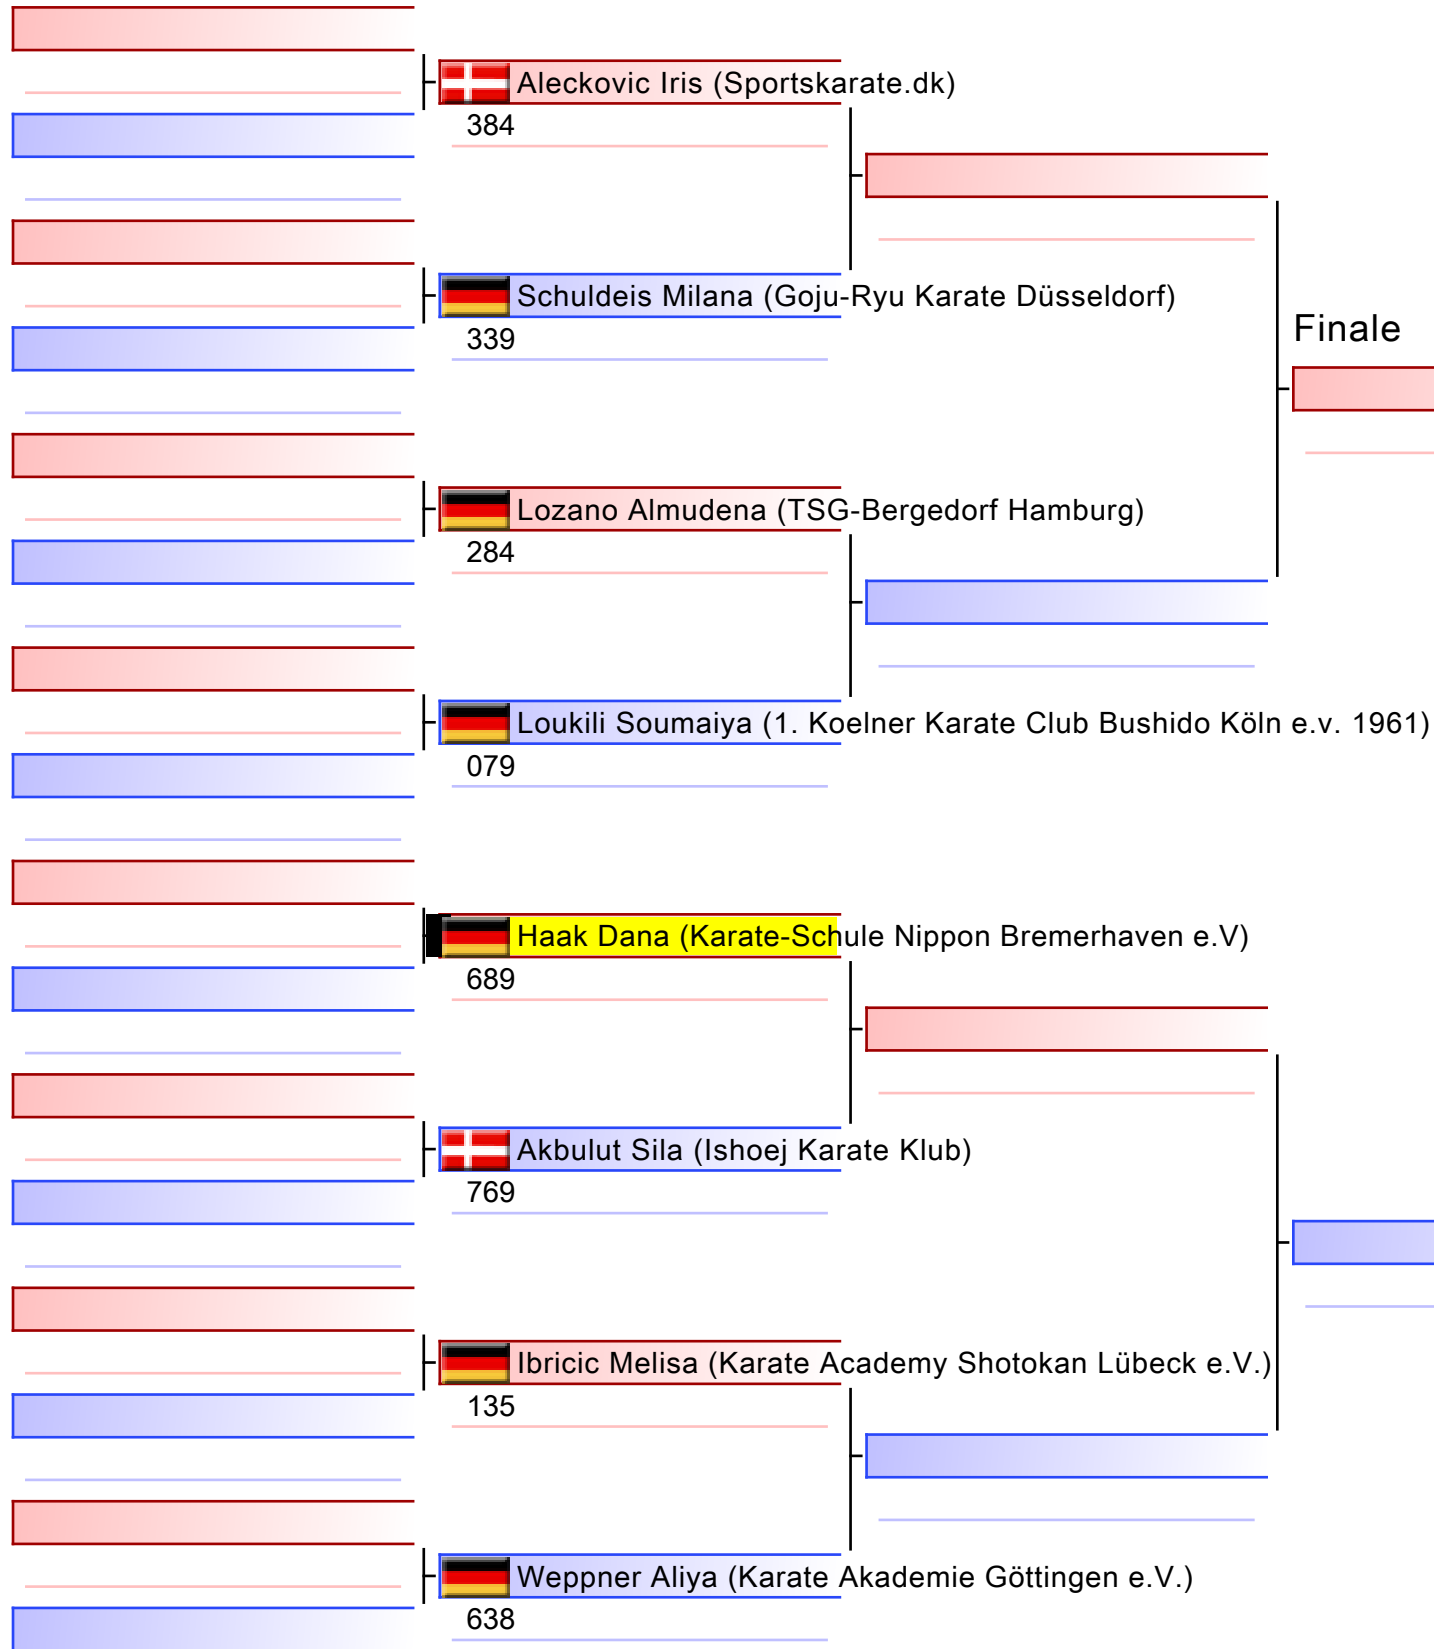 Aleckovic Iris (Sportskarate.dk)
384
Schuldeis Milana (Goju-Ryu Karate Düsseldorf)
339
Finale
Lozano Almudena (TSG-Bergedorf Hamburg)
284
Loukili Soumaiya (1. Koelner Karate Club Bushido Köln e.v. 1961)
079
Haak Dana (Karate-Schule Nippon Bremerhaven e.V)
689
Akbulut Sila (Ishoej Karate Klub)
769
Ibricic Melisa (Karate Academy Shotokan Lübeck e.V.)
135
Weppner Aliya (Karate Akademie Göttingen e.V.)
638